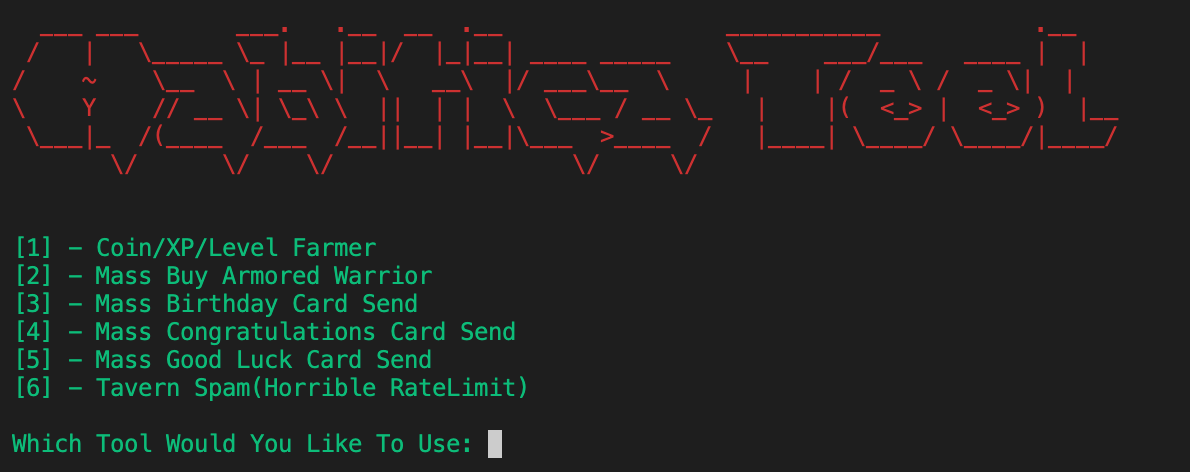 Habitica Tool
[1] - Coin/XP/Level Farmer
[2] - Mass Buy Armored Warrior
[3] - Mass Birthday Card Send
[4] - Mass Congratulations Card Send
[5] - Mass Good Luck Card Send
[6] - Tavern Spam(Horrible RateLimit)
Which Tool Would You Like To Use: